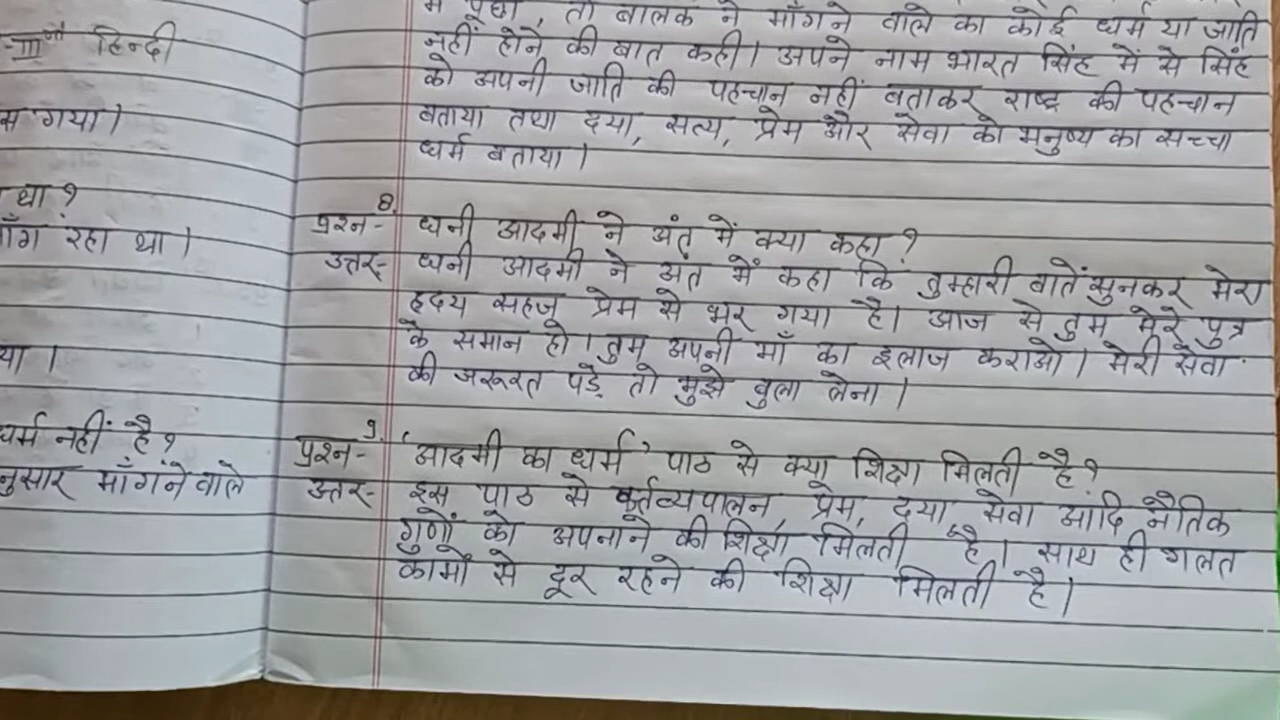 III हिन्दी
गया।
था?
रहा था।
या।
धर्म नहीं है?
माँगने वाले
में पूछा, तो बालक ने माँगने वाले का कोई धर्म या जाति
नहीं होने की बात कही। अपने नाम भारत सिंह में से सिंह
को अपनी जाति की पहचान नहीं बताकर राष्ट्र की पहचान
बताया तथा दया, सत्य, प्रेम और सेवा को मनुष्य का सच्चा
धर्म बताया।
प्रश्न-8. धनी आदमी ने अंत में क्या कहा?
उत्तर- धनी आदमी ने अंत में कहा कि तुम्हारी बातें सुनकर मेरा
हृदय सहज प्रेम से भर गया है। आज से तुम मेरे पुत्र
के समान हो। तुम अपनी माँ का इलाज कराओ। मेरी सेवा
की जरूरत पड़े तो मुझे बुला लेना।
प्रश्न-9. 'आदमी का धर्म' पाठ से क्या शिक्षा मिलती है?
उत्तर- इस पाठ से कर्तव्यपालन, प्रेम, दया, सेवा आदि नैतिक
गुणों को अपनाने की शिक्षा मिलती है। साथ ही गलत
कामों से दूर रहने की शिक्षा मिलती है।